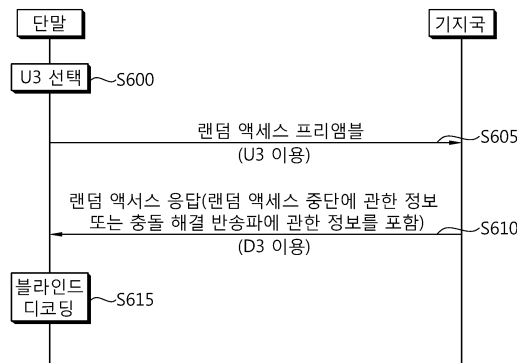 단말
기지국
U3 선택
S600
랜덤 액세스 프리앰블
S605
(U3 이용)
랜덤 액서스 응답(랜덤 액세스 중단에 관한 정보
또는 충돌 해결 반송파에 관한 정보를 포함)
S610
(D3 이용)
블라인드
디코딩
S615